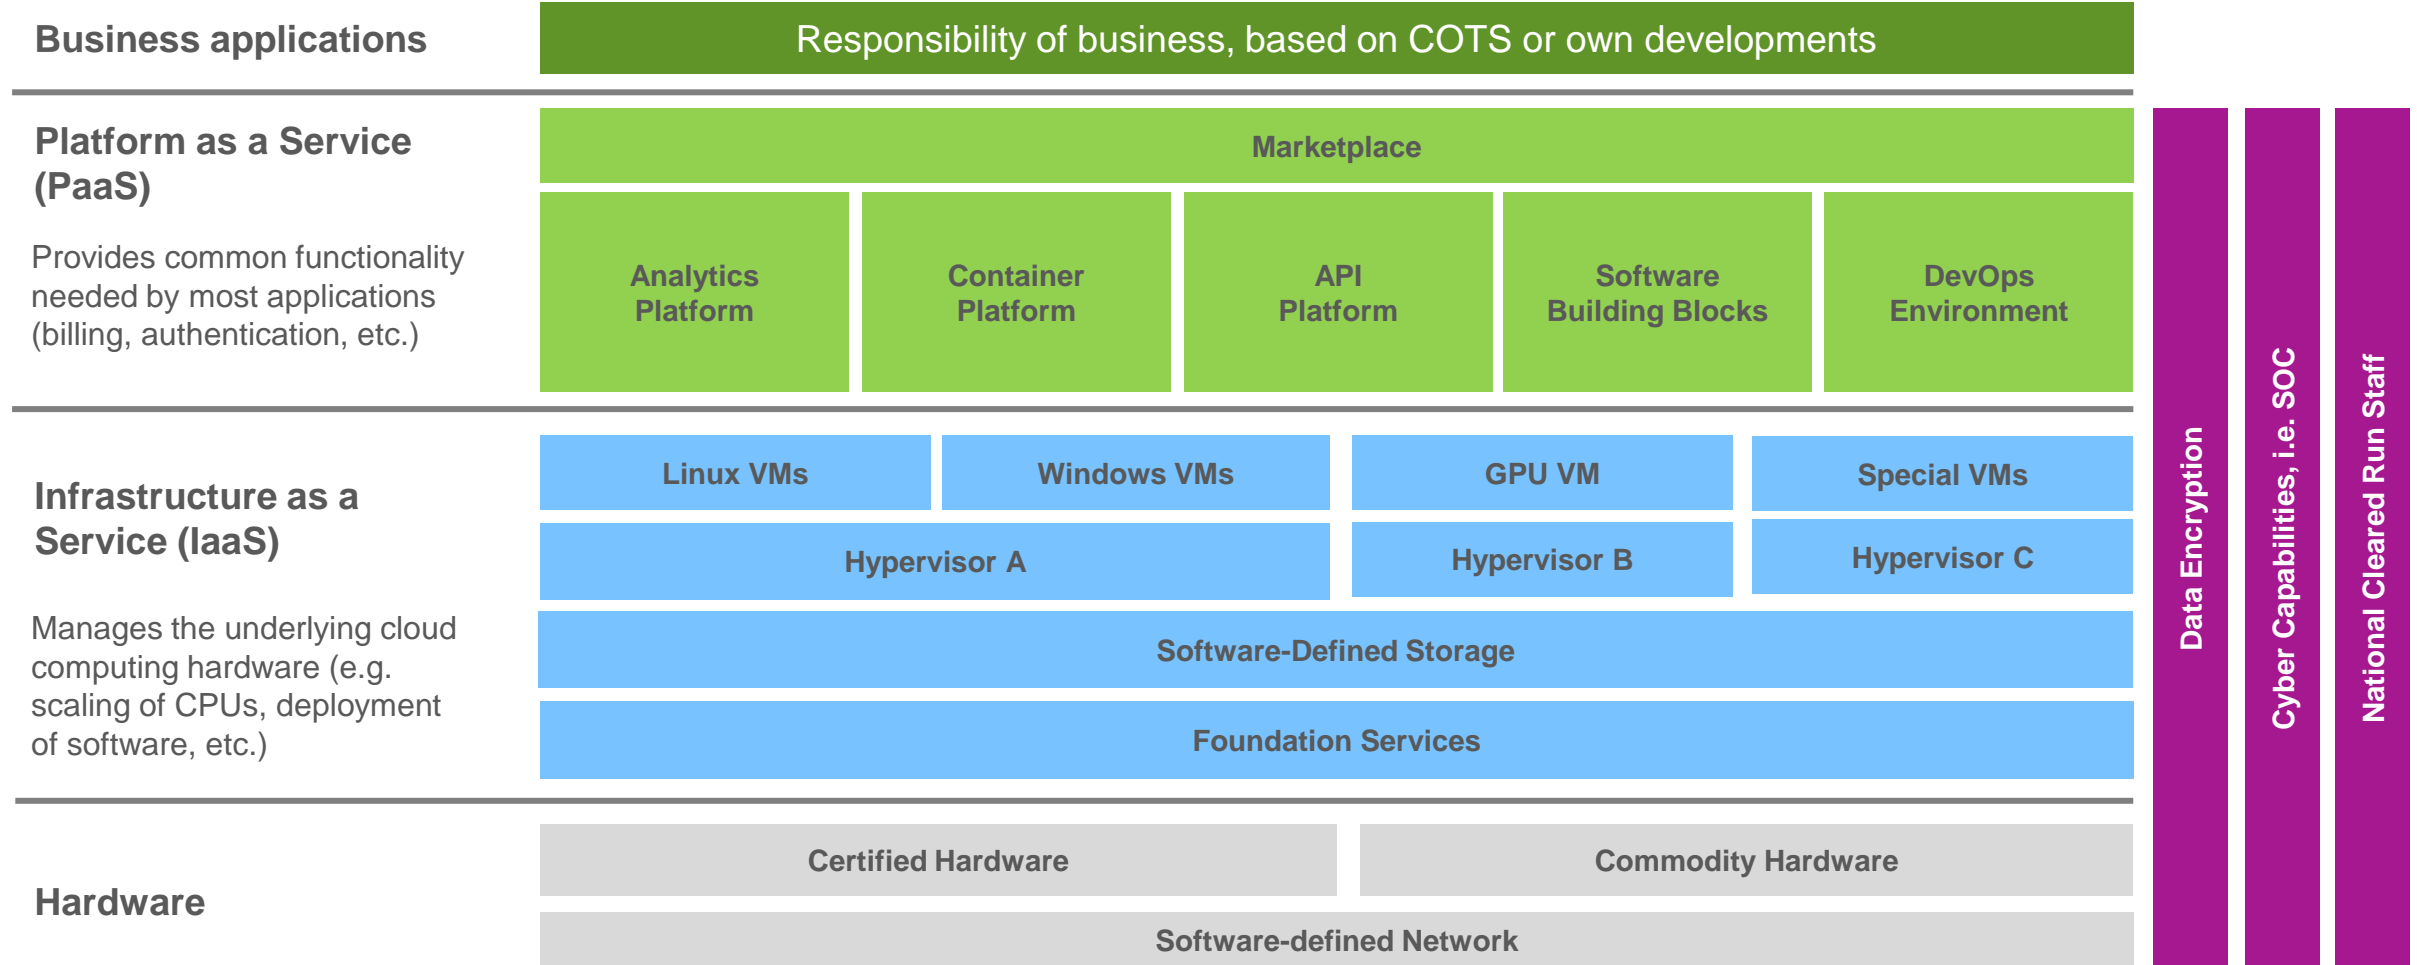 Business applications
Responsibility of business, based on COTS or own developments
Platform as a Service
(PaaS)
Provides common functionality
needed by most applications
(billing, authentication, etc.)
Marketplace
Analytics
Platform
Container
Platform
API
Platform
Software
Building Blocks
DevOps
Environment
Infrastructure as a
Service (IaaS)
Manages the underlying cloud
computing hardware (e.g.
scaling of CPUs, deployment
of software, etc.)
Linux VMs
Windows VMs
GPU VM
Special VMs
Hypervisor A
Hypervisor B
Hypervisor C
Software-Defined Storage
Foundation Services
Hardware
Certified Hardware
Commodity Hardware
Software-defined Network
Data Encryption
Cyber Capabilities, i.e. SOC
National Cleared Run Staff